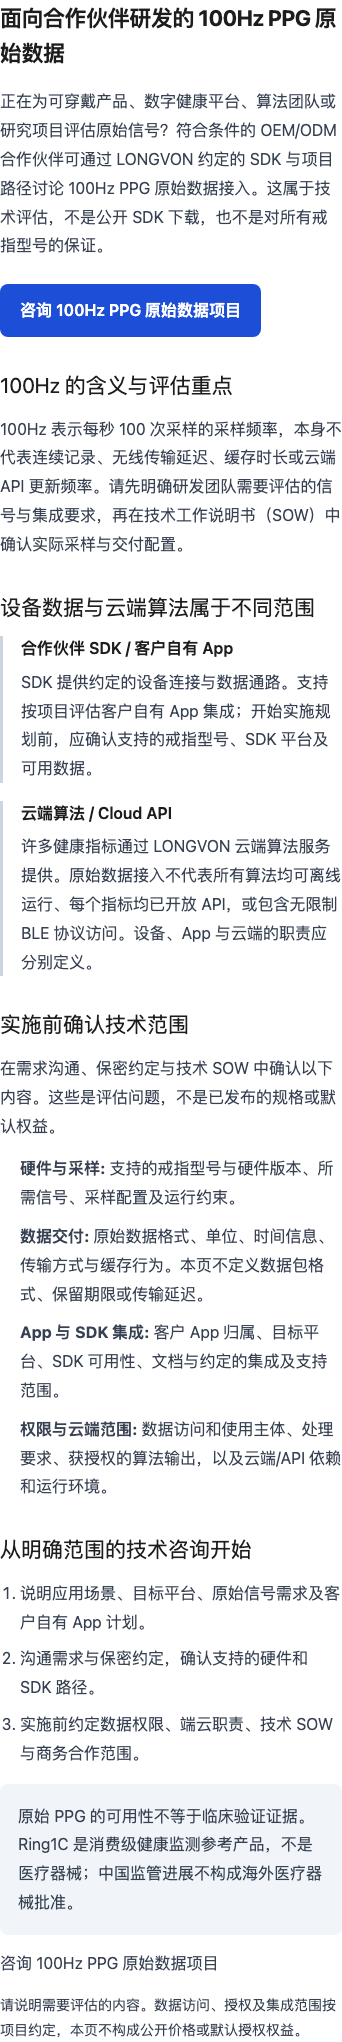 面向合作伙伴研发的 100Hz PPG 原
始数据
正在为可穿戴产品、数字健康平台、算法团队或
研究项目评估原始信号？符合条件的 OEM/ODM
合作伙伴可通过 LONGVON 约定的 SDK 与项目
路径讨论 100Hz PPG 原始数据接入。这属于技
术评估，不是公开 SDK 下载，也不是对所有戒
指型号的保证。
咨询 100Hz PPG 原始数据项目
100Hz 的含义与评估重点
100Hz 表示每秒 100 次采样的采样频率，本身不
代表连续记录、无线传输延迟、缓存时长或云端
API 更新频率。请先明确研发团队需要评估的信
号与集成要求，再在技术工作说明书（SOW）中
确认实际采样与交付配置。
设备数据与云端算法属于不同范围
合作伙伴 SDK / 客户自有 App
SDK 提供约定的设备连接与数据通路。支持
按项目评估客户自有 App 集成；开始实施规
划前，应确认支持的戒指型号、SDK 平台及
可用数据。
云端算法 / Cloud API
许多健康指标通过 LONGVON 云端算法服务
提供。原始数据接入不代表所有算法均可离线
运行、每个指标均已开放 API，或包含无限制
BLE 协议访问。设备、App 与云端的职责应
分别定义。
实施前确认技术范围
在需求沟通、保密约定与技术 SOW 中确认以下
内容。这些是评估问题，不是已发布的规格或默
认权益。
硬件与采样: 支持的戒指型号与硬件版本、所
需信号、采样配置及运行约束。
数据交付: 原始数据格式、单位、时间信息、
传输方式与缓存行为。本页不定义数据包格
式、保留期限或传输延迟。
App 与 SDK 集成: 客户 App 归属、目标平
台、SDK 可用性、文档与约定的集成及支持
范围。
权限与云端范围: 数据访问和使用主体、处理
要求、获授权的算法输出，以及云端/API 依赖
和运行环境。
从明确范围的技术咨询开始
1. 说明应用场景、目标平台、原始信号需求及客
户自有 App 计划。
2. 沟通需求与保密约定，确认支持的硬件和
SDK 路径。
3. 实施前约定数据权限、端云职责、技术 SOW
与商务合作范围。
原始 PPG 的可用性不等于临床验证证据。
Ring1C 是消费级健康监测参考产品，不是
医疗器械；中国监管进展不构成海外医疗器
械批准。
咨询 100Hz PPG 原始数据项目
请说明需要评估的内容。数据访问、授权及集成范围按
项目约定，本页不构成公开价格或默认授权权益。